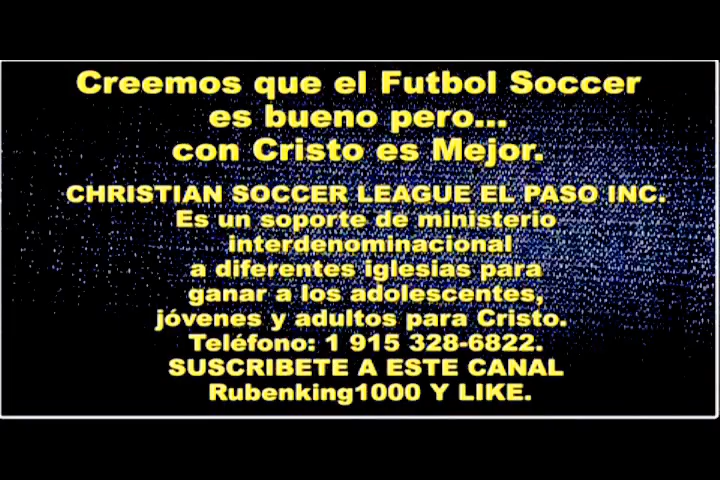 Creemos que el Futbol Soccer
es bueno pero...
con Cristo es Mejor.
CHRISTIAN SOCCER LEAGUE EL PASO INC.
Es un soporte de ministerio
interdenominacional
a diferentes iglesias para
ganar a los adolescentes,
jóvenes y adultos para Cristo.
Teléfono: 1 915 328-6822.
SUSCRIBETE A ESTE CANAL
Rubenking1000 Y LIKE.